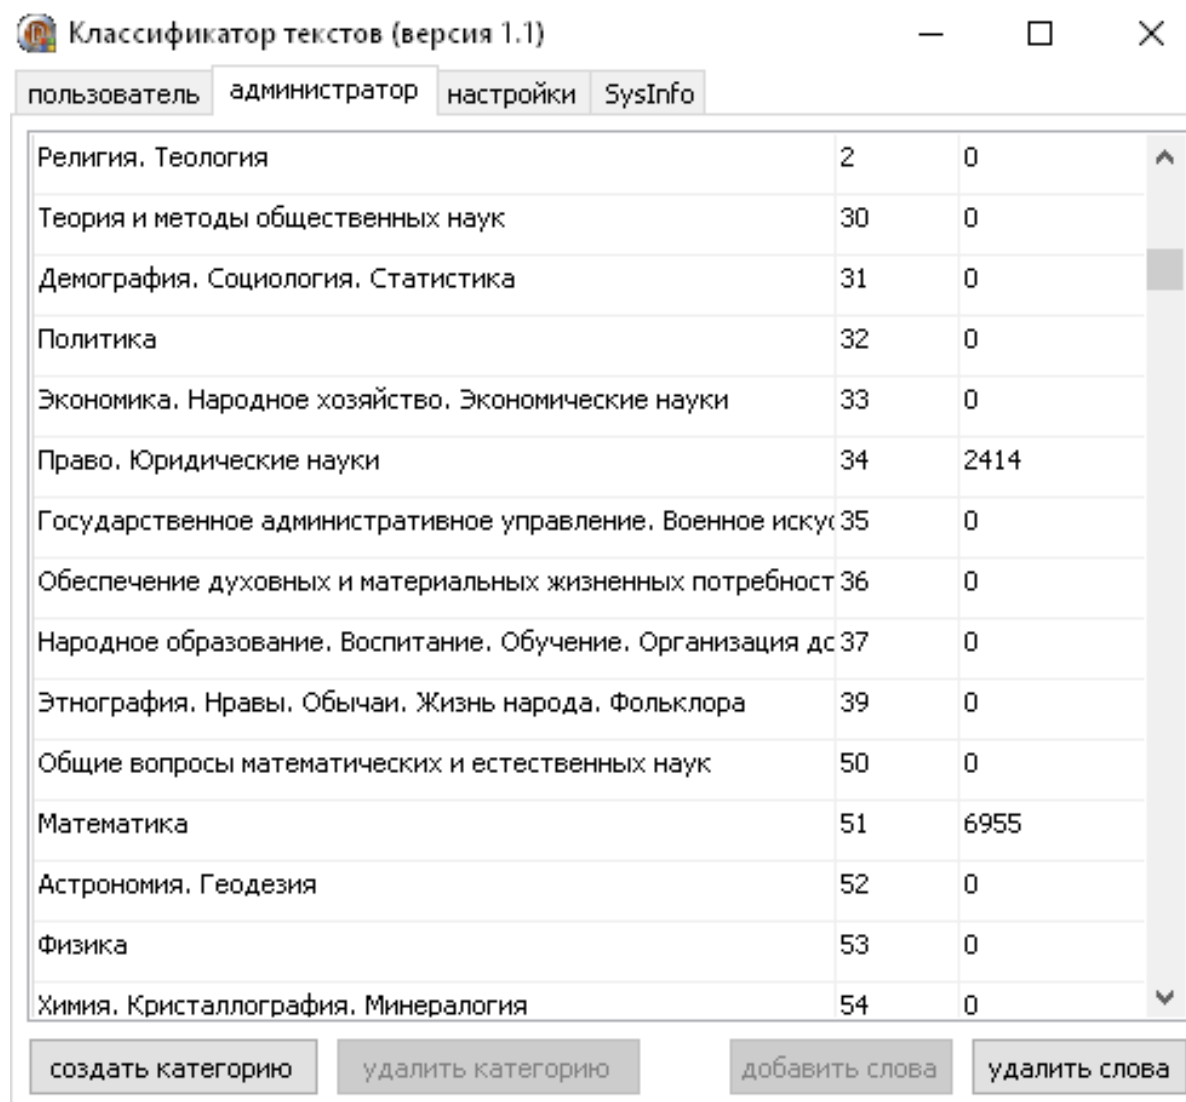 Классификатор текстов (версия 1.1)
пользователь администратор настройки SysInfo
Религия. Теология 2 0
Теория и методы общественных наук 30 0
Демография. Социология. Статистика 31 0
Политика 32 0
Экономика. Народное хозяйство. Экономические науки 33 0
Право. Юридические науки 34 2414
Государственное административное управление. Военное искус 35 0
Обеспечение духовных и материальных жизненных потребност 36 0
Народное образование. Воспитание. Обучение. Организация до 37 0
Этнография. Нравы. Обычаи. Жизнь народа. Фольклора 39 0
Общие вопросы математических и естественных наук 50 0
Математика 51 6955
Астрономия. Геодезия 52 0
Физика 53 0
Химия. Кристаллография. Минералогия 54 0
создать категорию удалить категорию добавить слова удалить слова